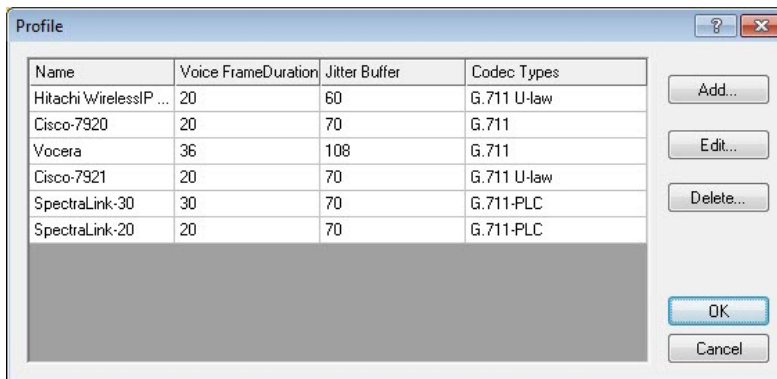 Profile
Name Voice FrameDuration Jitter Buffer Codec Types
Hitachi WirelessIP ... 20 60 G.711 U-law
Cisco-7920 20 70 G.711
Vocera 36 108 G.711
Cisco-7921 20 70 G.711 U-law
SpectraLink-30 30 70 G.711-PLC
SpectraLink-20 20 70 G.711-PLC
Add...
Edit...
Delete...
OK
Cancel